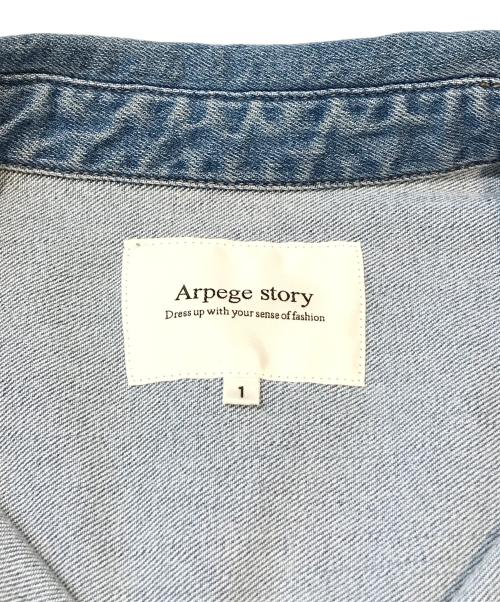 Arpege story
Dress up with your sense of fashion
1